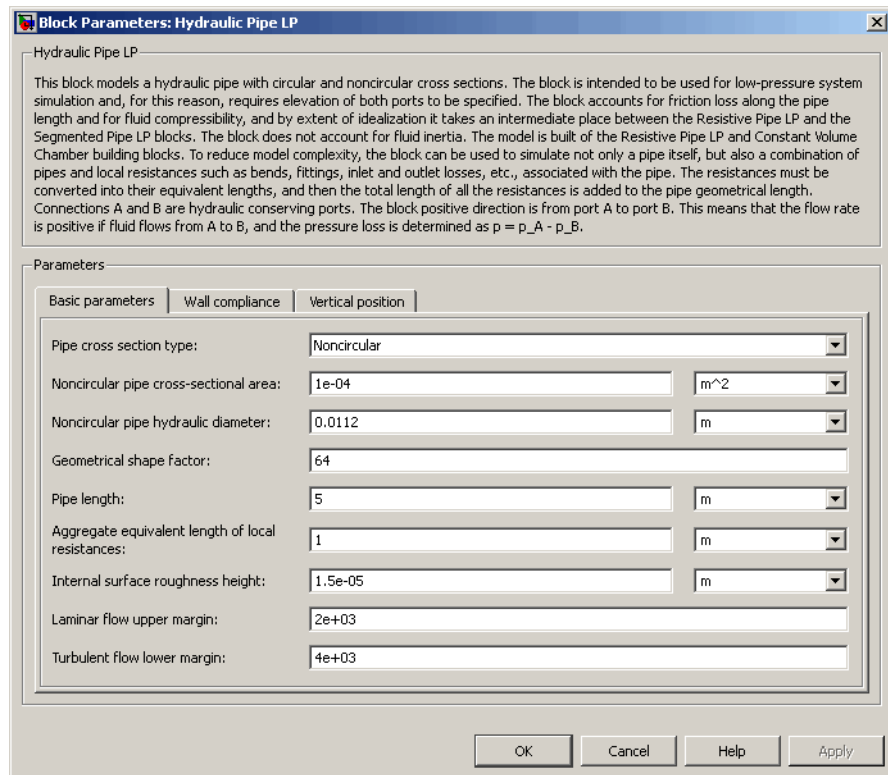 Block Parameters: Hydraulic Pipe LP
Hydraulic Pipe LP
This block models a hydraulic pipe with circular and noncircular cross sections. The block is intended to be used for low-pressure system
simulation and, for this reason, requires elevation of both ports to be specified. The block accounts for friction loss along the pipe
length and for fluid compressibility, and by extent of idealization it takes an intermediate place between the Resistive Pipe LP and the
Segmented Pipe LP blocks. The block does not account for fluid inertia. The model is built of the Resistive Pipe LP and Constant Volume
Chamber building blocks. To reduce model complexity, the block can be used to simulate not only a pipe itself, but also a combination of
pipes and local resistances such as bends, fittings, inlet and outlet losses, etc., associated with the pipe. The resistances must be
converted into their equivalent lengths, and then the total length of all the resistances is added to the pipe geometrical length.
Connections A and B are hydraulic conserving ports. The block positive direction is from port A to port B. This means that the flow rate
is positive if fluid flows from A to B, and the pressure loss is determined as p = p_A - p_B.
Parameters
Basic parameters Wall compliance Vertical position
Pipe cross section type: Noncircular
Noncircular pipe cross-sectional area: 1e-04 m^2
Noncircular pipe hydraulic diameter: 0.0112 m
Geometrical shape factor: 64
Pipe length: 5 m
Aggregate equivalent length of local
resistances: 1 m
Internal surface roughness height: 1.5e-05 m
Laminar flow upper margin: 2e+03
Turbulent flow lower margin: 4e+03
OK Cancel Help Apply